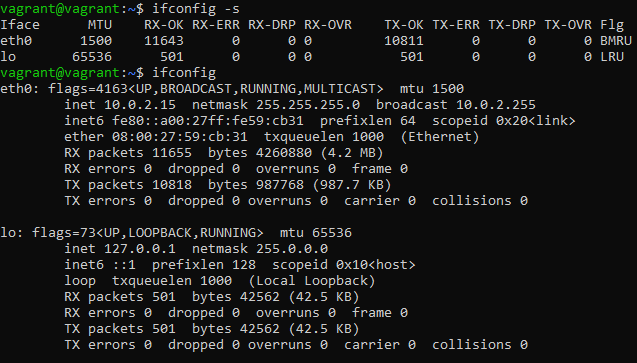 vagrant@vagrant:~$ ifconfig -s
Iface MTU RX-OK RX-ERR RX-DRP RX-OVR TX-OK TX-ERR TX-DRP TX-OVR Flg
eth0 1500 11643 0 0 0 10811 0 0 0 BMRU
lo 65536 501 0 0 0 501 0 0 0 LRU
vagrant@vagrant:~$ ifconfig
eth0: flags=4163<UP,BROADCAST,RUNNING,MULTICAST> mtu 1500
inet 10.0.2.15 netmask 255.255.255.0 broadcast 10.0.2.255
inet6 fe80::a00:27ff:fe59:cb31 prefixlen 64 scopeid 0x20<link>
ether 08:00:27:59:cb:31 txqueuelen 1000 (Ethernet)
RX packets 11655 bytes 4260880 (4.2 MB)
RX errors 0 dropped 0 overruns 0 frame 0
TX packets 10818 bytes 987768 (987.7 KB)
TX errors 0 dropped 0 overruns 0 carrier 0 collisions 0
lo: flags=73<UP,LOOPBACK,RUNNING> mtu 65536
inet 127.0.0.1 netmask 255.0.0.0
inet6 ::1 prefixlen 128 scopeid 0x10<host>
loop txqueuelen 1000 (Local Loopback)
RX packets 501 bytes 42562 (42.5 KB)
RX errors 0 dropped 0 overruns 0 frame 0
TX packets 501 bytes 42562 (42.5 KB)
TX errors 0 dropped 0 overruns 0 carrier 0 collisions 0